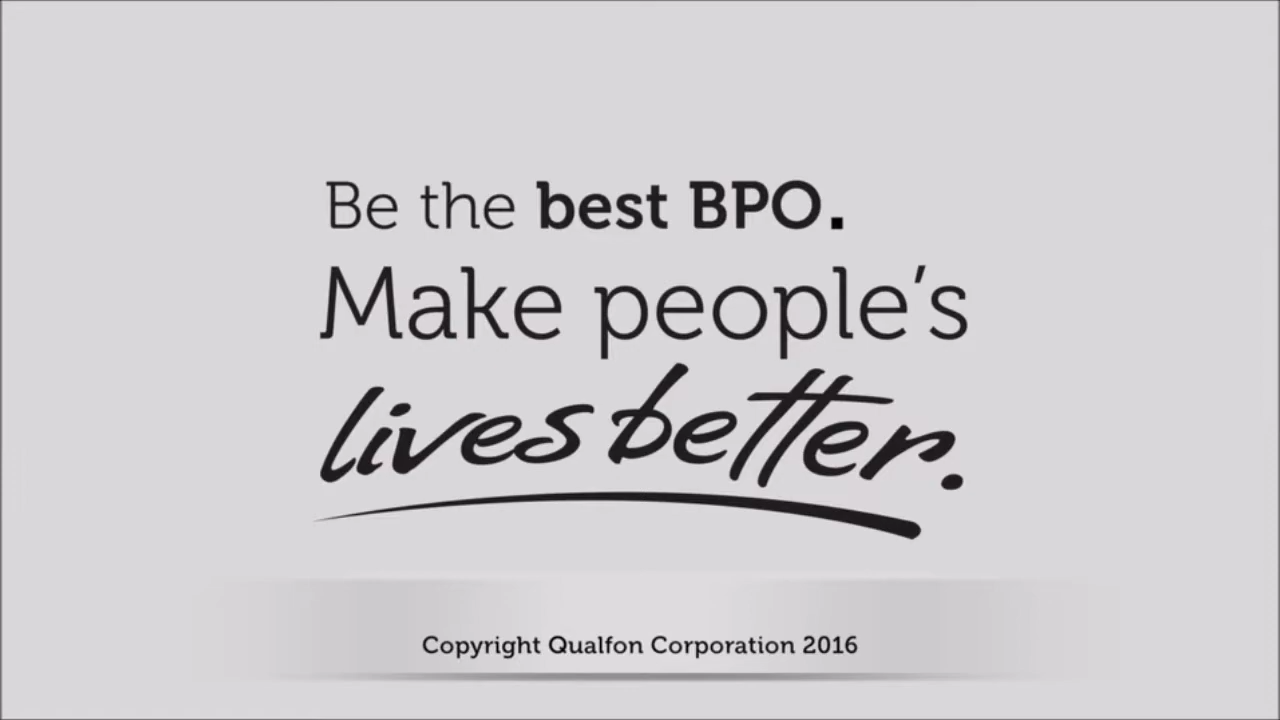 Be the best BPO.
Make people's
lives better.
Copyright Qualfon Corporation 2016